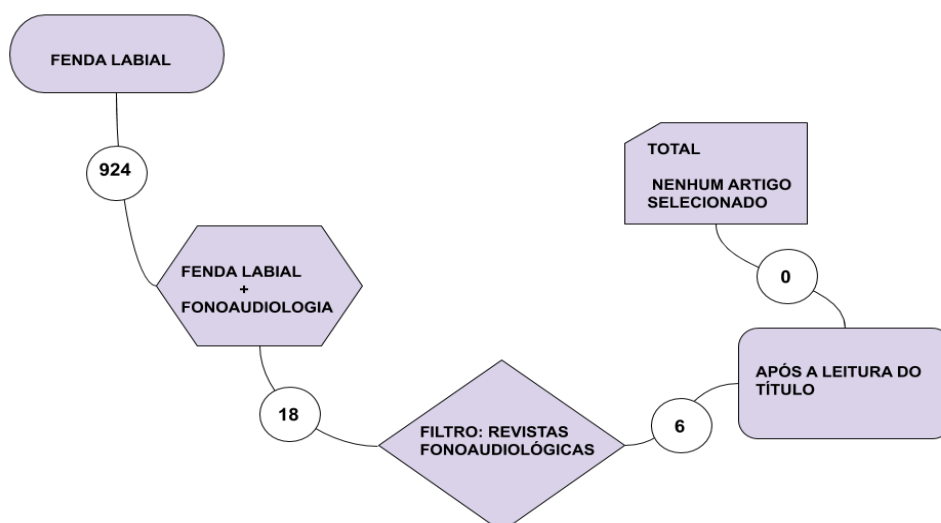 FENDA LABIAL
924
FENDA LABIAL
+
FONOAUDIOLOGIA
18
FILTRO: REVISTAS
FONOAUDIOLÓGICAS
6
APÓS A LEITURA DO
TÍTULO
0
TOTAL
NENHUM ARTIGO
SELECIONADO